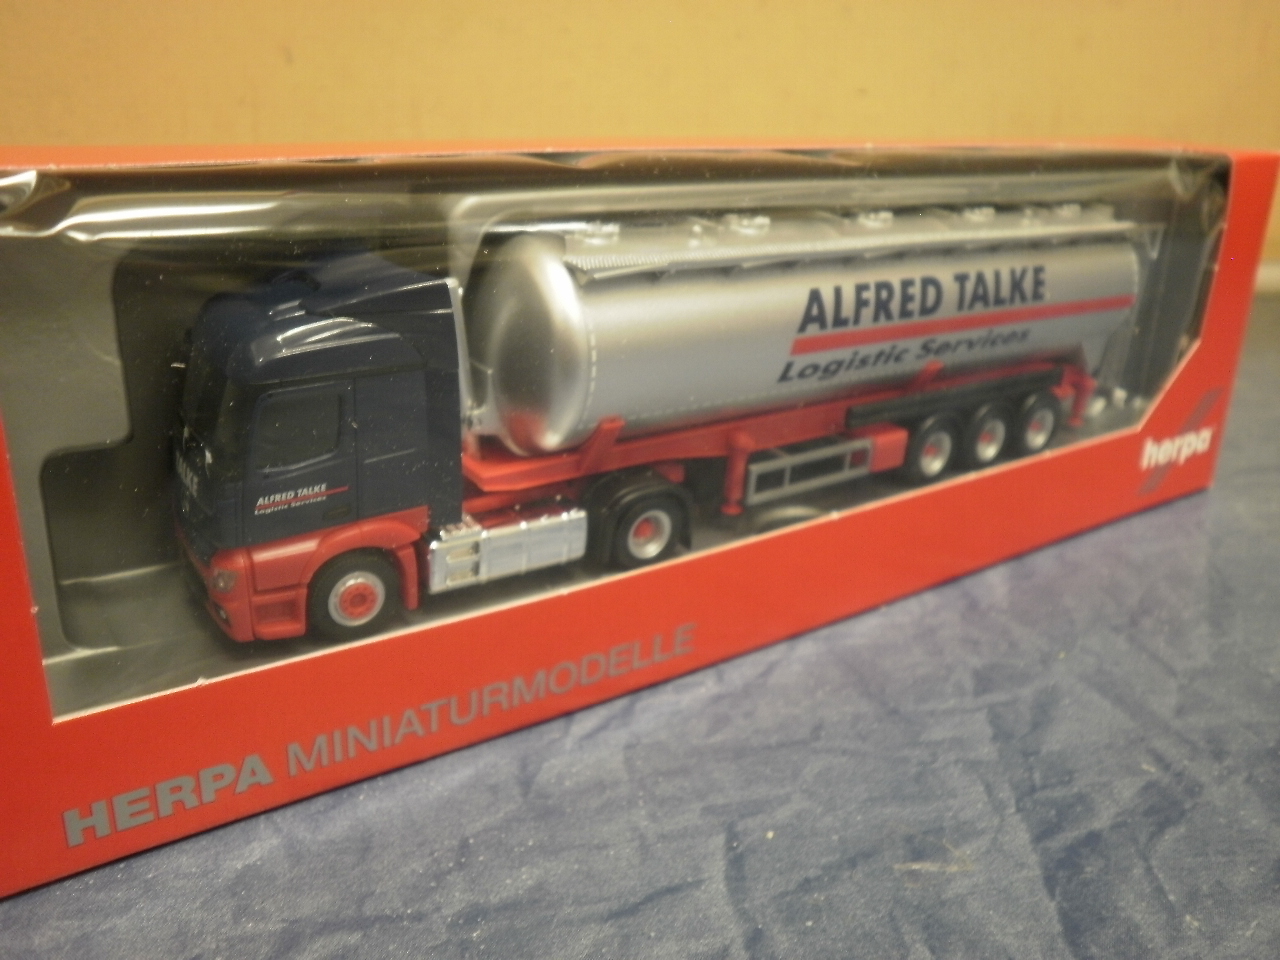 ALFRED TALKE
Logistic Services
ALFRED TALKE
Logistic Services
herpa
HERPA MINIATURMODELLE